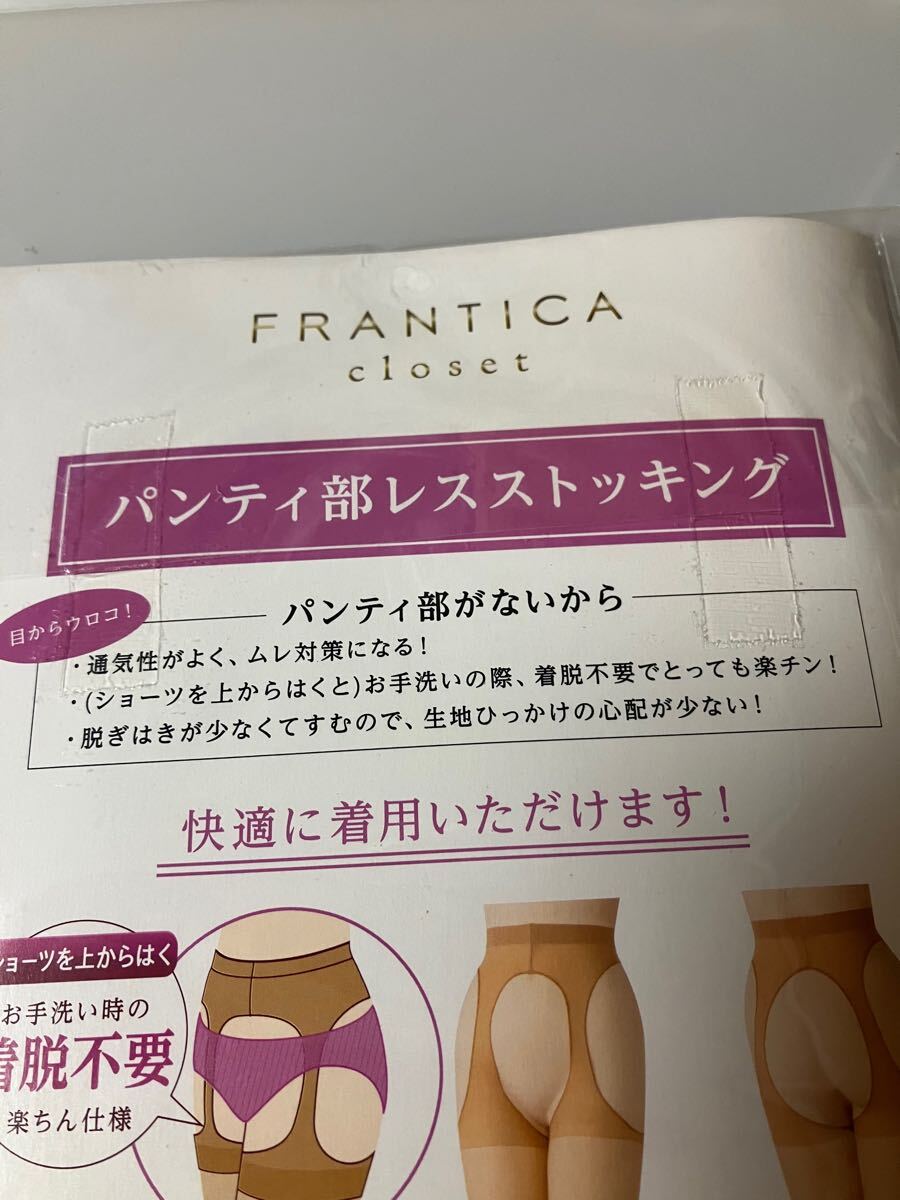 FRANTICA
closet
パンティ部レスストッキング
目からウロコ!
パンティ部がないから
・通気性がよく、ムレ対策になる!
・(ショーツを上からはくと)お手洗いの際、着脱不要でとっても楽チン!
・脱ぎはきが少なくてすむので、生地ひっかけの心配が少ない!
快適に着用いただけます!
ショーツを上からはく
お手洗い時の
着脱不要
楽ちん仕様